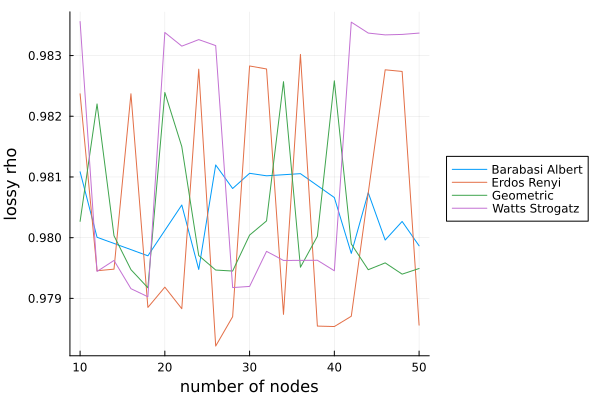 0.983
0.982
0.981
0.980
0.979
lossy rho
10
20
30
40
50
number of nodes
Barabasi Albert
Erdos Renyi
Geometric
Watts Strogatz